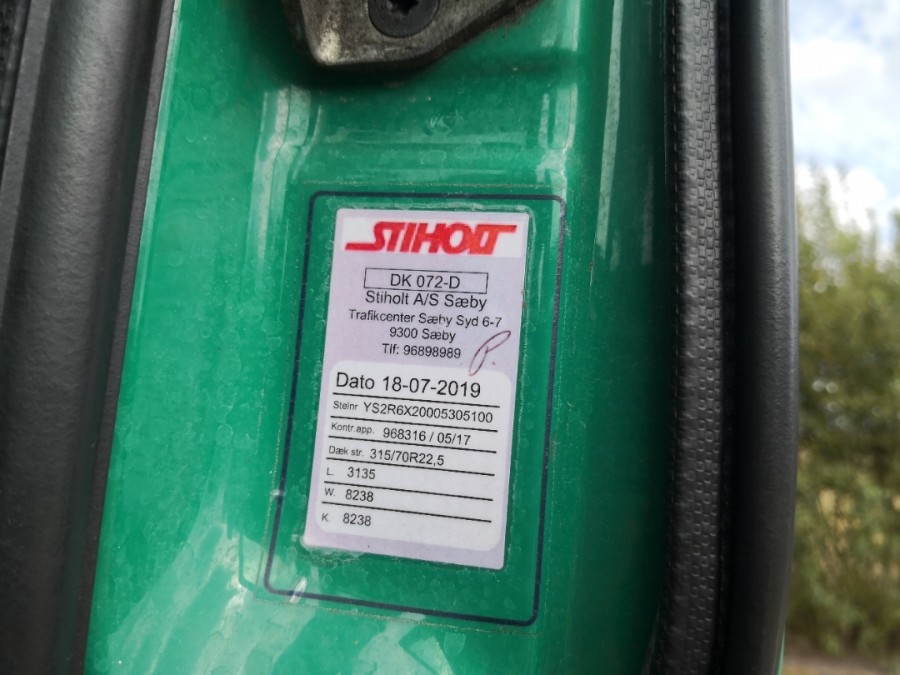 STIHOLT
DK 072-D
Stiholt A/S Sæby
Trafikcenter Sæby Syd 6-7
9300 Sæby
Tlf: 96898989
P.
Dato 18-07-2019
Stelnr YS2R6X20005305100
Kontr.app. 968316 / 05/17
Dæk str. 315/70R22,5
L. 3135
W. 8238
K. 8238